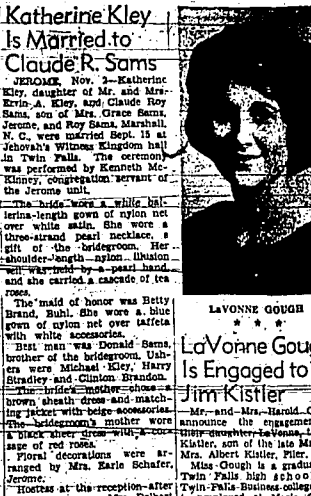 Katherine Kley
Is Married to
Claude R. Sams
JEROME, Nov. 2—Katherine
Kley, daughter of Mr. and Mrs.
Ervin A. Kley, and Claude Roy
Sams, son of Mrs. Grace Sams,
Jerome, and Roy Sams, Marshall,
N. C., were married Sept. 15 at
Jehovah's Witness Kingdom hall
in Twin Falls. The ceremony
was performed by Kenneth Mc-
Kinney, congregation servant of
the Jerome unit.
The bride wore a white bal-
lerina-length gown of nylon net
over white satin. She wore a
three-strand pearl necklace, a
gift of the bridegroom. Her
shoulder-length nylon illusion
veil was held by a pearl band
and she carried a cascade of tea
roses.
The maid of honor was Betty
Brand, Buhl. She wore a blue
gown of nylon net over taffeta
with white accessories.
Best man was Donald Sams,
brother of the bridegroom. Ush-
ers were Michael Kley, Harry
Stradley and Clinton Brandon.
The bride's mother chose a
brown sheath dress and match-
ing jacket with beige accessories.
The bridegroom's mother wore
a black sheer dress with a cor-
sage of red roses.
Floral decorations were ar-
ranged by Mrs. Earle Schafer,
Jerome.
Hostess at the reception after
LaVONNE GOUGH
* * *
LaVonne Goug
Is Engaged to
Jim Kistler
Mr. and Mrs. Harold G
announce the engageme
their daughter, LaVonne, t
Kistler, son of the late M
Mrs. Albert Kistler, Filer.
Miss Gough is a gradua
Twin Falls high schoo
Twin Falls Business colleg